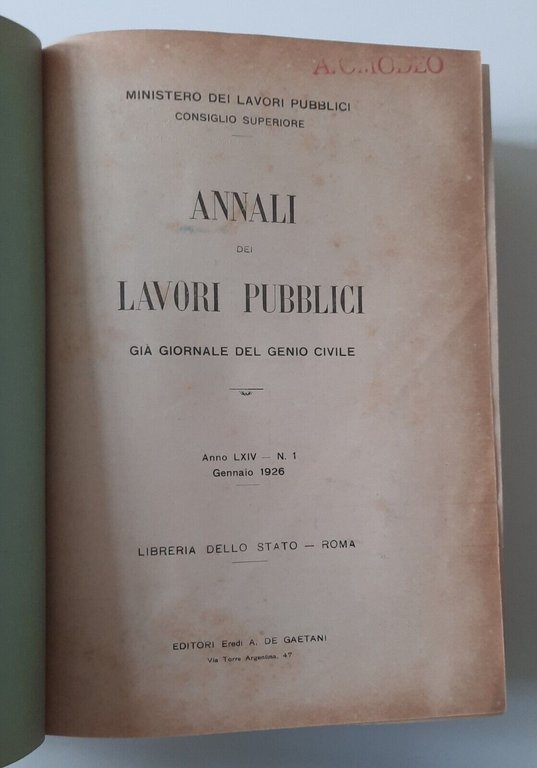 A. C.MODEO
MINISTERO DEI LAVORI PUBBLICI
CONSIGLIO SUPERIORE
ANNALI
DEI
LAVORI PUBBLICI
GIÀ GIORNALE DEL GENIO CIVILE
Anno LXIV — N. 1
Gennaio 1926
LIBRERIA DELLO STATO — ROMA
EDITORI Eredi A. DE GAETANI
Via Torre Argentina, 47